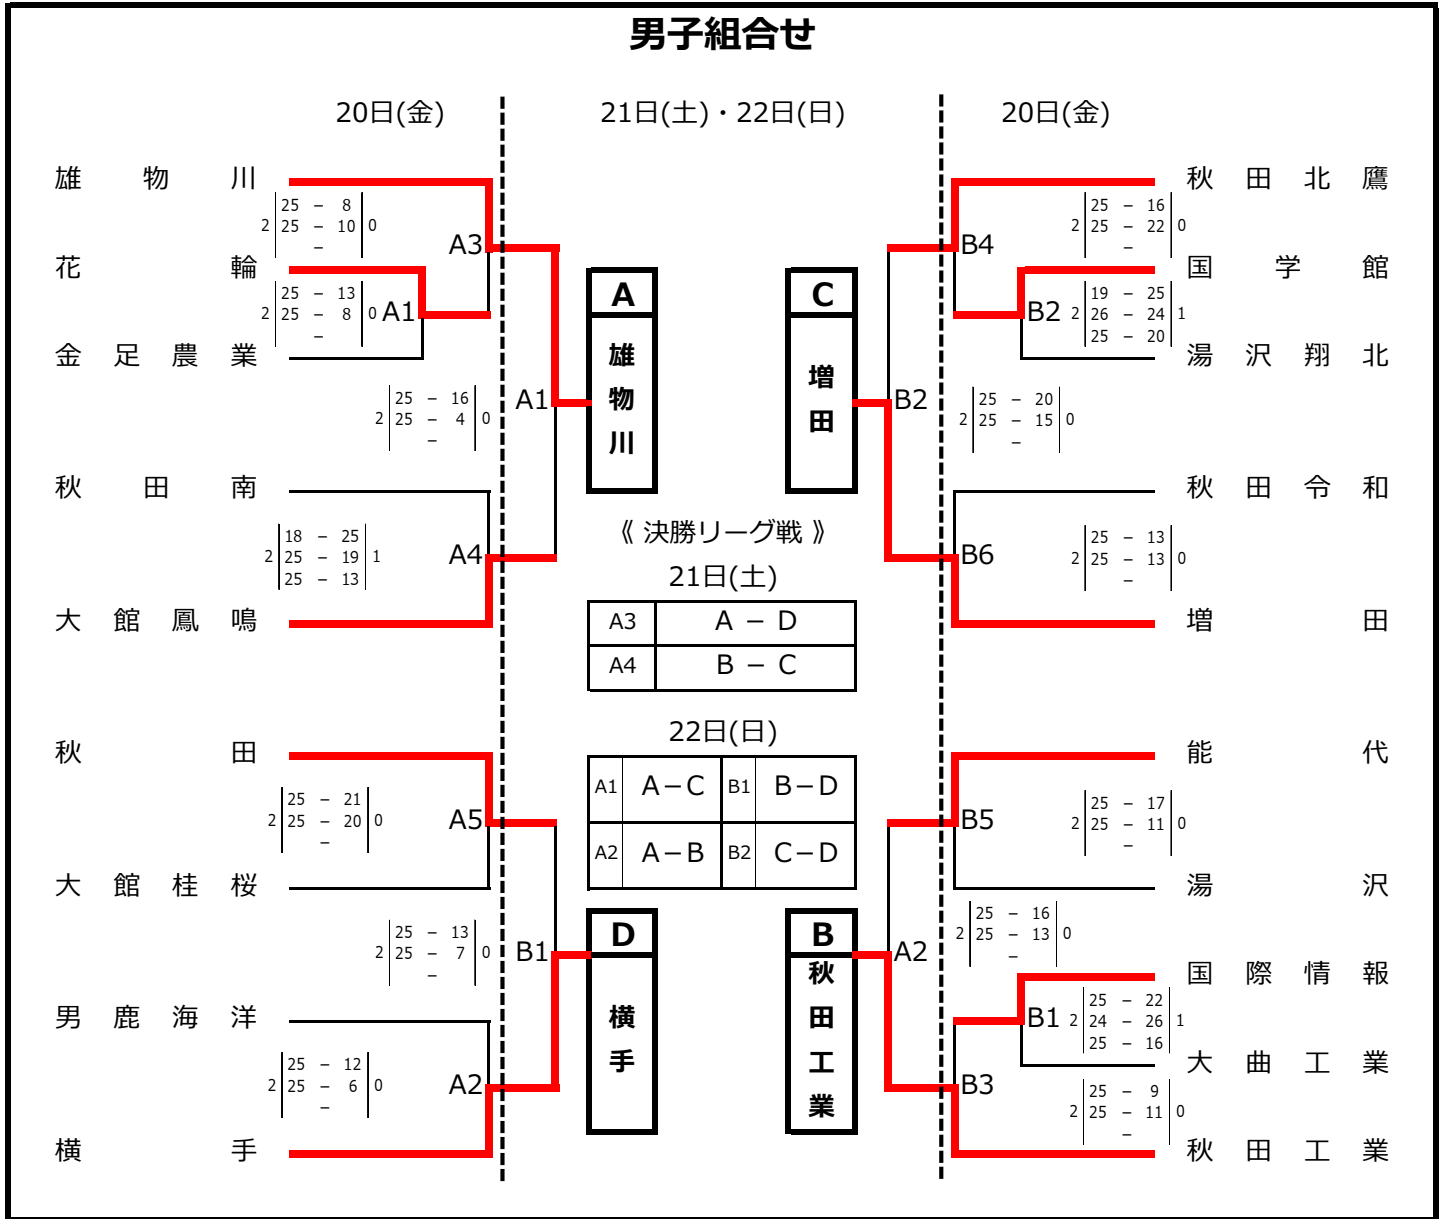 男子組合せ
20日(金)
21日(土)・22日(日)
20日(金)
雄物川
25 － 8
2 25 － 10 0
－
A3
花輪
25 － 13
2 25 － 8 0
－
A1
金足農業
25 － 16
2 25 － 4 0
－
A1
秋田南
18 － 25
2 25 － 19 1
25 － 13
A4
大館鳳鳴
秋田
25 － 21
2 25 － 20 0
－
A5
大館桂桜
25 － 13
2 25 － 7 0
－
B1
男鹿海洋
25 － 12
2 25 － 6 0
－
A2
横手
A
雄物川
C
増田
《 決勝リーグ戦 》
21日(土)
A3 A － D
A4 B － C
22日(日)
A1 A－C B1 B－D
A2 A－B B2 C－D
D
横手
B
秋田工業
秋田北鷹
B4
25 － 16
2 25 － 22 0
－
国学館
B2
19 － 25
2 26 － 24 1
25 － 20
湯沢翔北
B2
25 － 20
2 25 － 15 0
－
秋田令和
B6
25 － 13
2 25 － 13 0
－
増田
能代
B5
25 － 17
2 25 － 11 0
－
湯沢
A2
25 － 16
2 25 － 13 0
－
国際情報
B1
25 － 22
2 24 － 26 1
25 － 16
大曲工業
B3
25 － 9
2 25 － 11 0
－
秋田工業